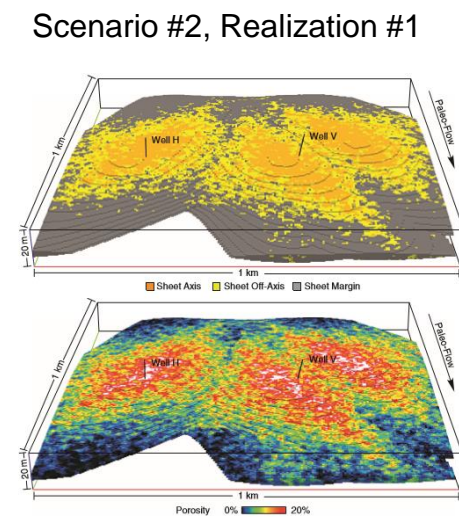 Scenario #2, Realization #1
Paleo-Flow
Well H
Well V
1 km
20 m
1 km
Sheet Axis Sheet Off-Axis Sheet Margin
Paleo-Flow
Well H
Well V
1 km
20 m
1 km
Porosity 0% 20%